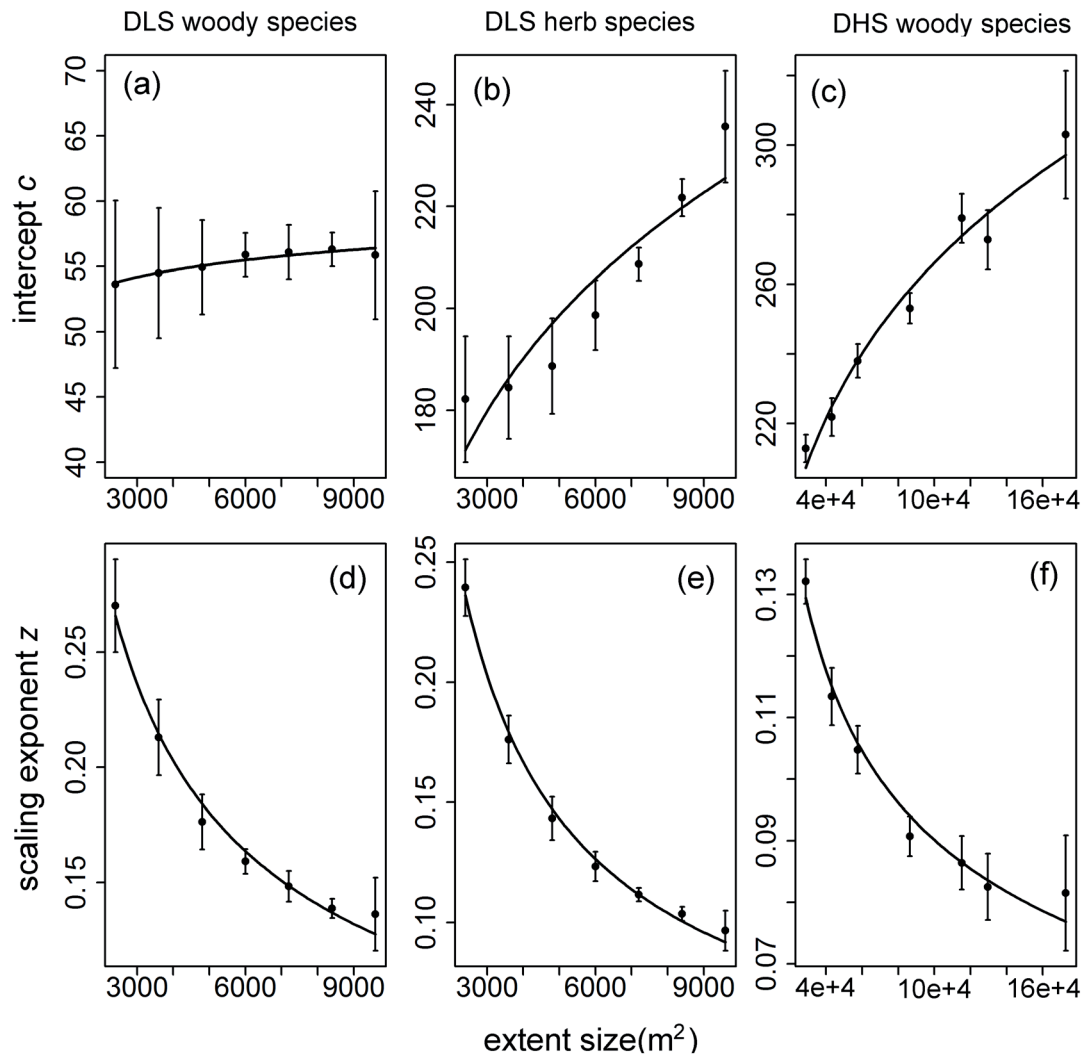 DLS woody species
DLS herb species
DHS woody species
intercept c
(a)
70
65
60
55
50
45
40
3000
6000
9000
(b)
240
220
200
180
3000
6000
9000
(c)
300
260
220
4e+4
10e+4
16e+4
scaling exponent z
(d)
0.25
0.20
0.15
3000
6000
9000
(e)
0.25
0.20
0.15
0.10
3000
6000
9000
(f)
0.13
0.11
0.09
0.07
4e+4
10e+4
16e+4
extent size(m²)